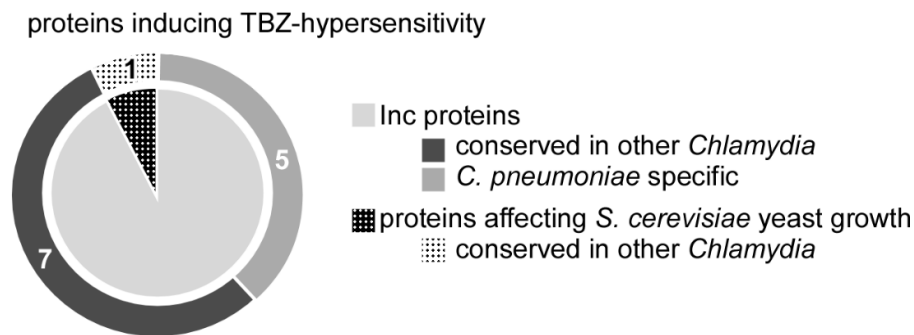 proteins inducing TBZ-hypersensitivity
1
5
7
Inc proteins
conserved in other Chlamydia
C. pneumoniae specific
proteins affecting S. cerevisiae yeast growth
conserved in other Chlamydia